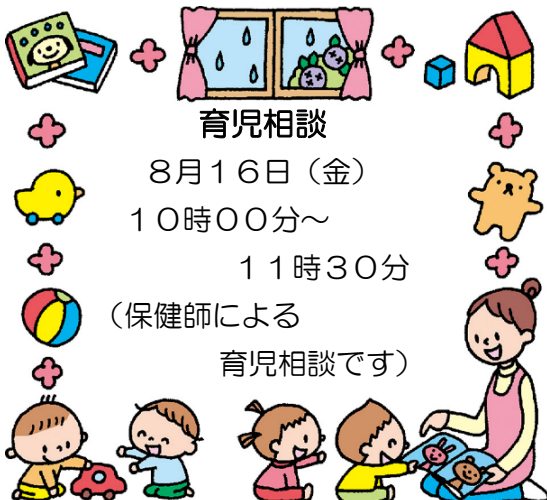 育児相談
８月１６日（金）
１０時００分～
１１時３０分
（保健師による
育児相談です）